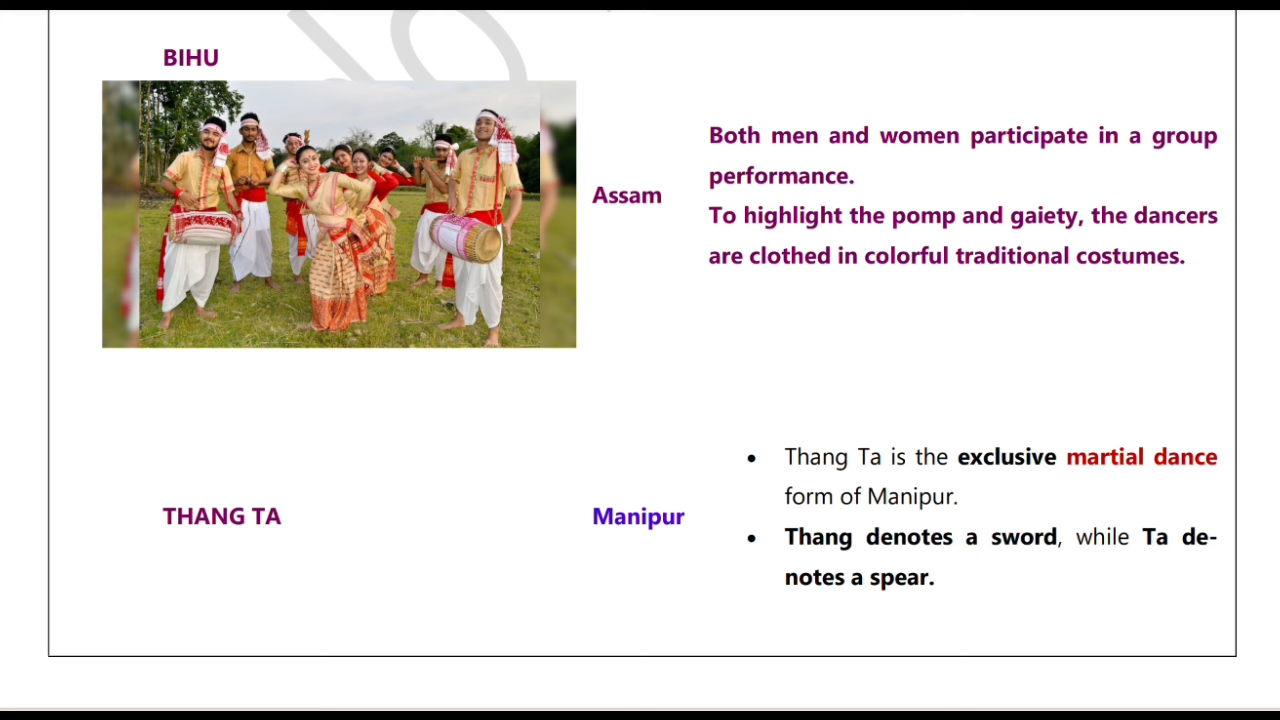 BIHU
Assam
Both men and women participate in a group
performance.
To highlight the pomp and gaiety, the dancers
are clothed in colorful traditional costumes.
THANG TA
Manipur
• Thang Ta is the exclusive martial dance
form of Manipur.
• Thang denotes a sword, while Ta de-
notes a spear.